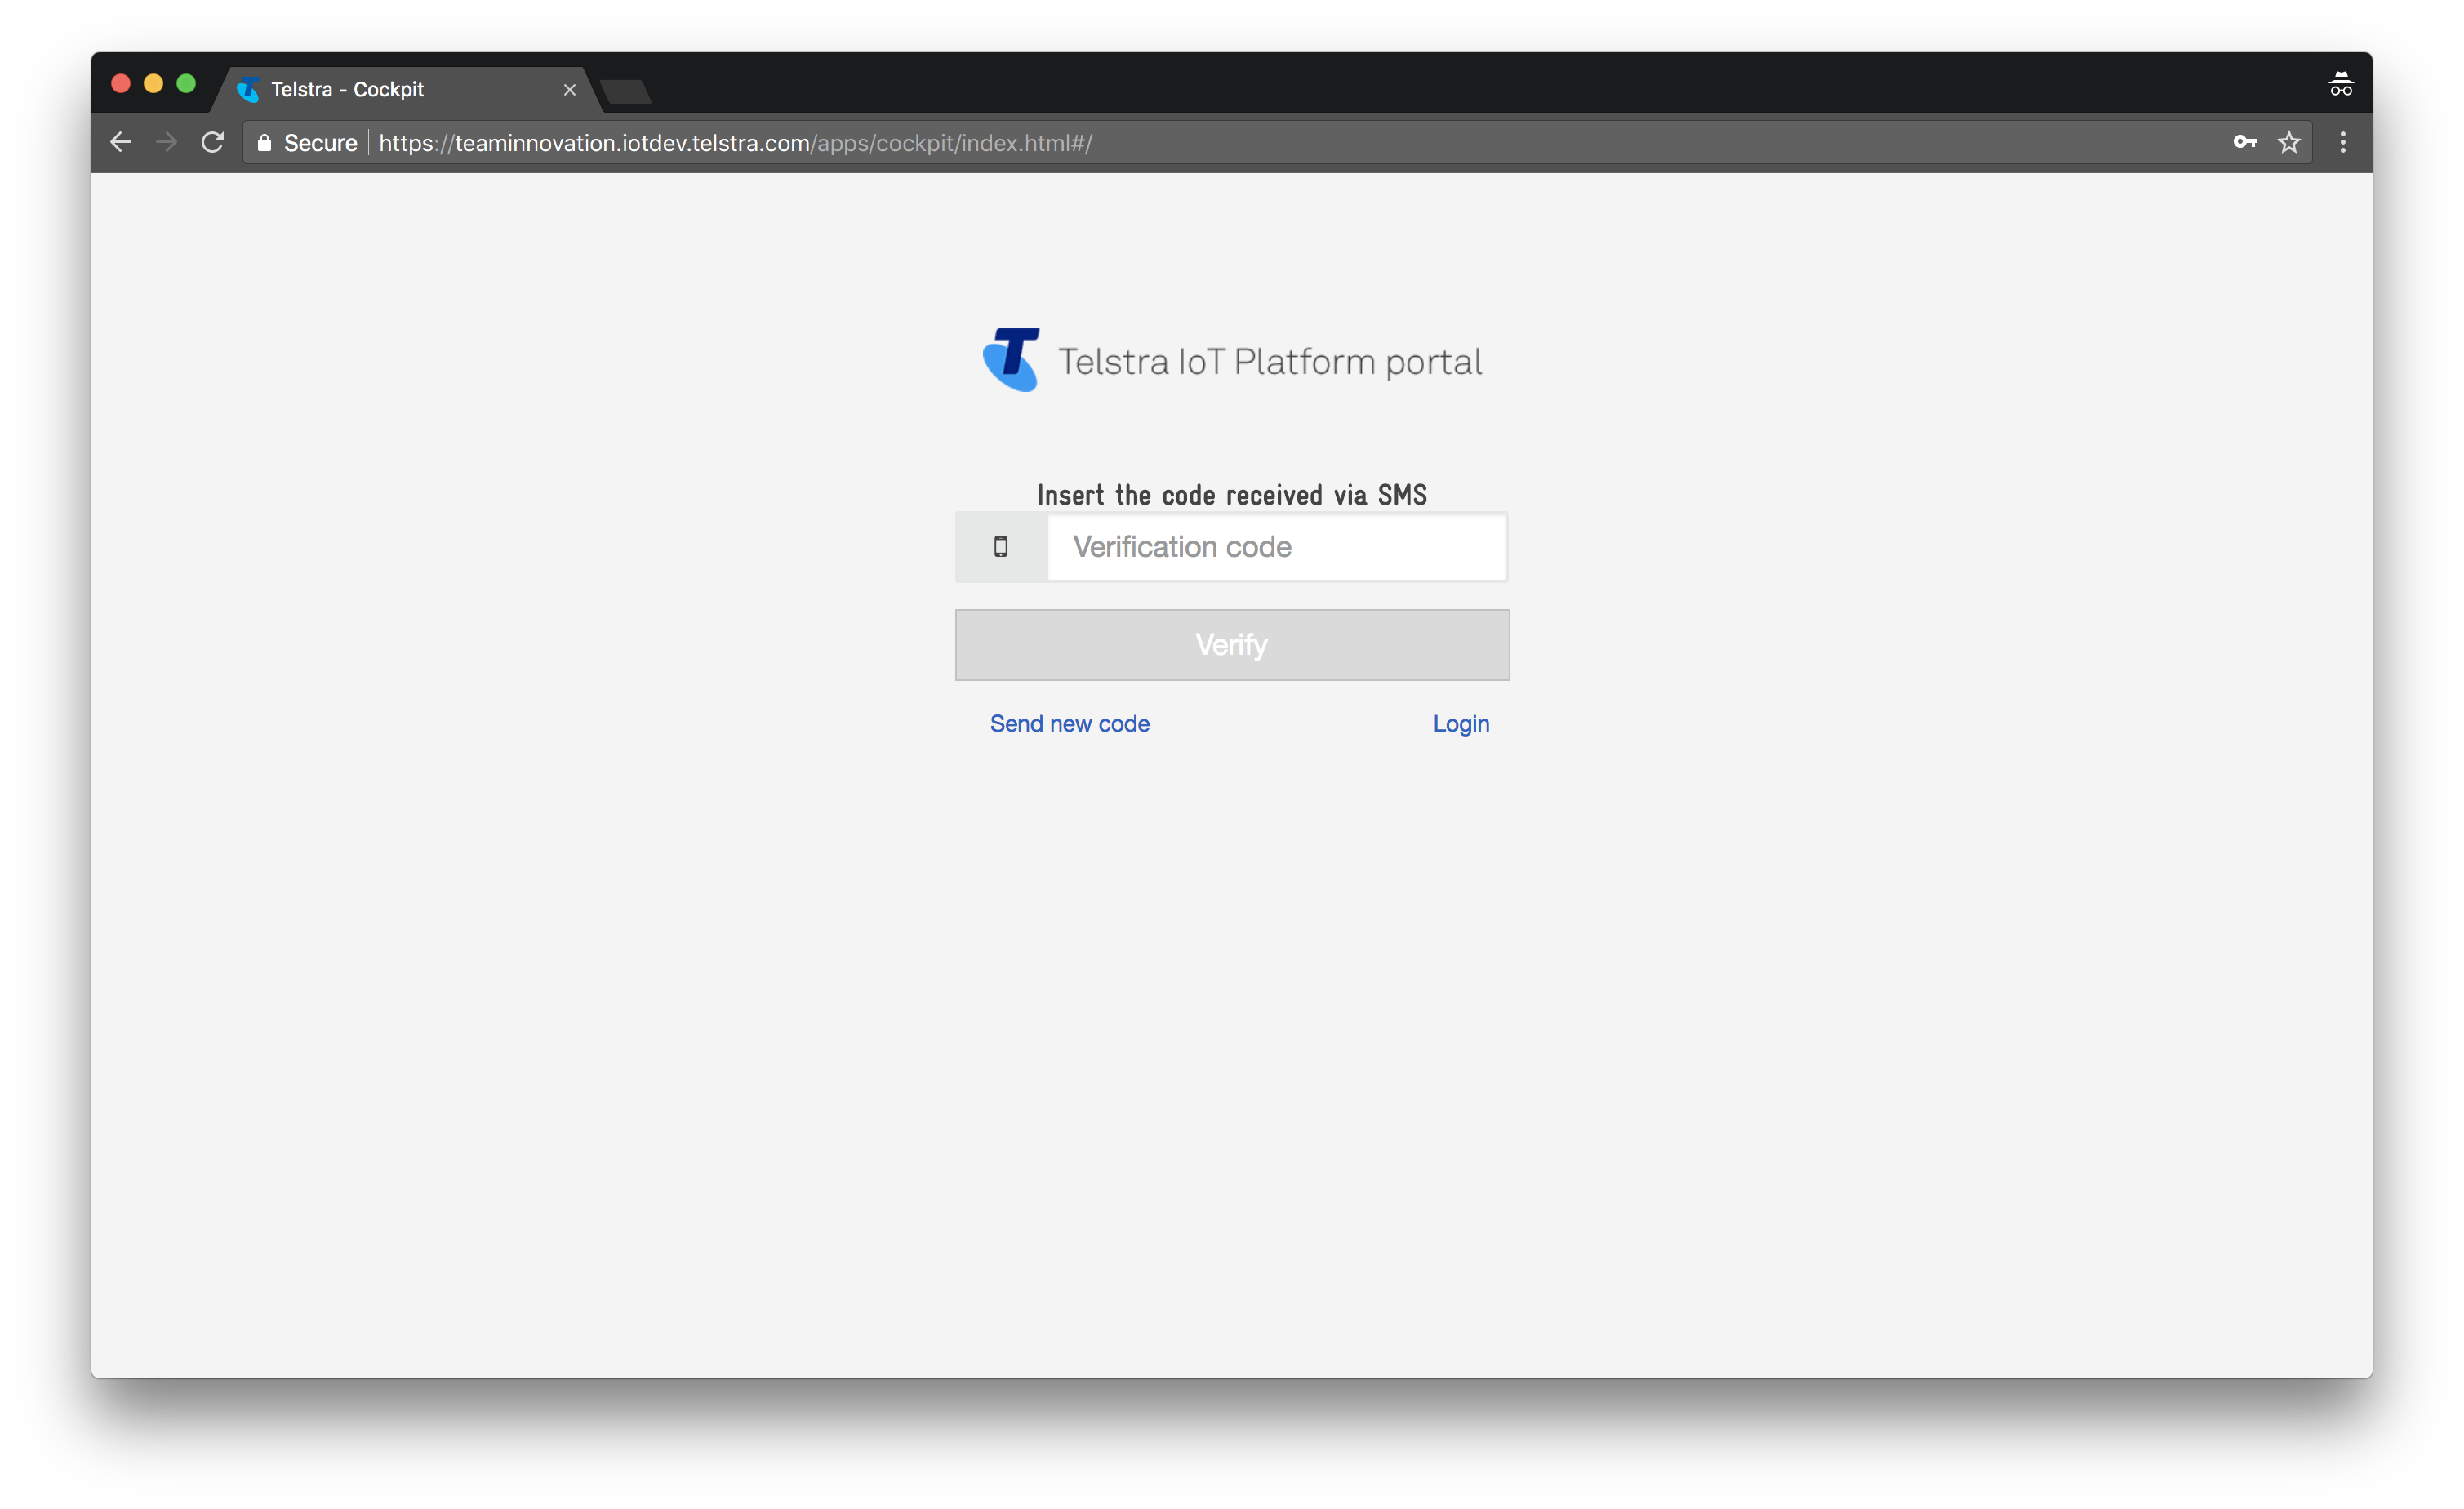 Telstra - Cockpit
Secure https://teaminnovation.iotdev.telstra.com/apps/cockpit/index.html#/
T Telstra IoT Platform portal
Insert the code received via SMS
Verification code
Verify
Send new code Login